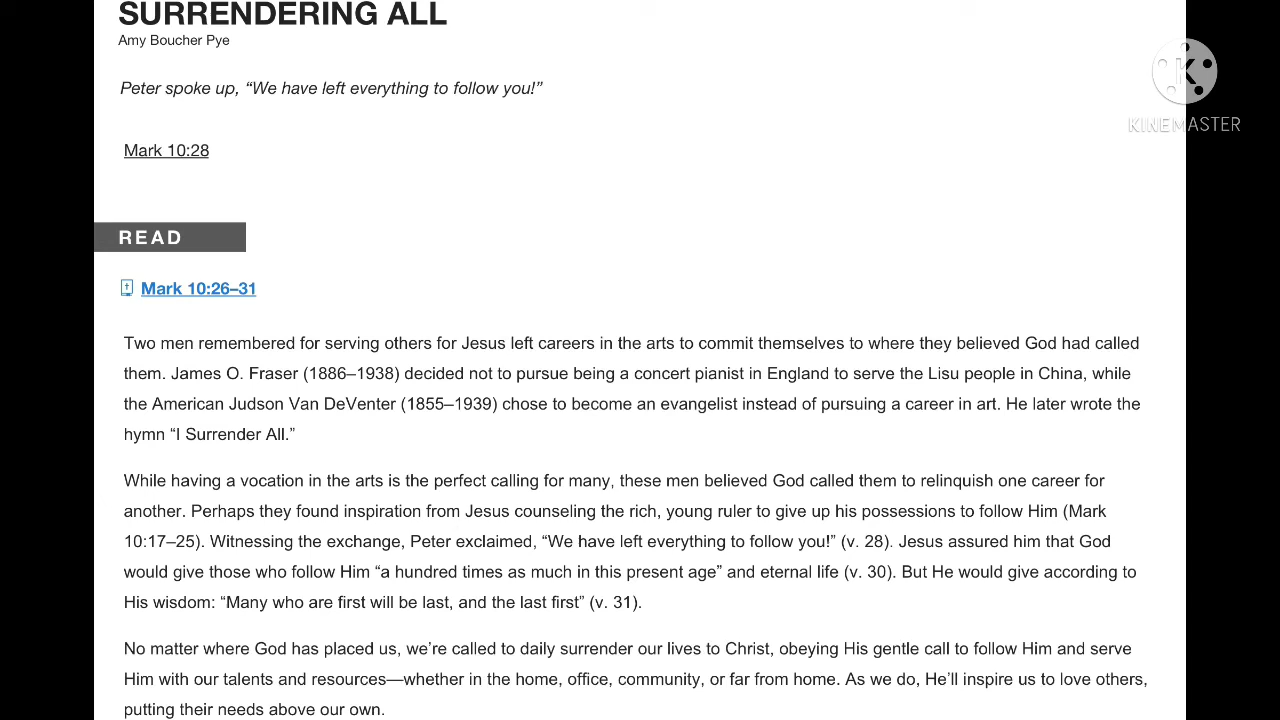 SURRENDERING ALL
Amy Boucher Pye
Peter spoke up, “We have left everything to follow you!”
Mark 10:28
READ
Mark 10:26–31
Two men remembered for serving others for Jesus left careers in the arts to commit themselves to where they believed God had called
them. James O. Fraser (1886–1938) decided not to pursue being a concert pianist in England to serve the Lisu people in China, while
the American Judson Van DeVenter (1855–1939) chose to become an evangelist instead of pursuing a career in art. He later wrote the
hymn “I Surrender All.”
While having a vocation in the arts is the perfect calling for many, these men believed God called them to relinquish one career for
another. Perhaps they found inspiration from Jesus counseling the rich, young ruler to give up his possessions to follow Him (Mark
10:17–25). Witnessing the exchange, Peter exclaimed, “We have left everything to follow you!” (v. 28). Jesus assured him that God
would give those who follow Him “a hundred times as much in this present age” and eternal life (v. 30). But He would give according to
His wisdom: “Many who are first will be last, and the last first” (v. 31).
No matter where God has placed us, we’re called to daily surrender our lives to Christ, obeying His gentle call to follow Him and serve
Him with our talents and resources—whether in the home, office, community, or far from home. As we do, He’ll inspire us to love others,
putting their needs above our own.
K
KINEMASTER